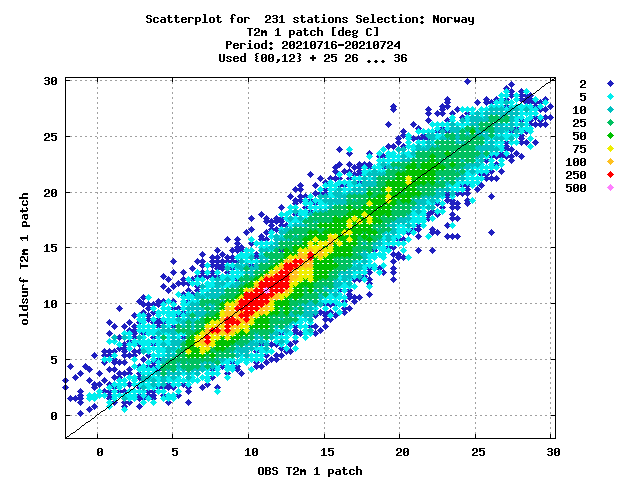 Scatterplot for  231 stations Selection: Norway
T2m 1 patch [deg C]
Period: 20210716-20210724
Used {00,12} + 25 26 ... 36
2
5
10
25
50
75
100
250
500
30
25
20
15
10
5
0
oldsurf T2m 1 patch
0 5 10 15 20 25 30
OBS T2m 1 patch